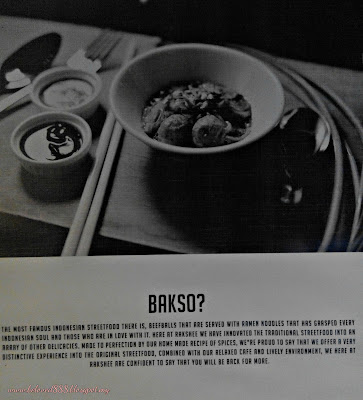 BAKSO?
THE MOST FAMOUS INDONESIAN STREETFOOD THERE IS, BEEFBALLS THAT ARE SERVED WITH RAMEN NOODLES THAT HAS GARSPED EVERY
INDONESIAN SOUL AND THOSE WHO ARE IN LOVE WITH IT. HERE AT BAKSHEE WE HAVE INNOVATED THE TRADITIONAL STREETFOOD INTO AN
ARRAY OF OTHER DELICACIES. MADE TO PERFECTION BY OUR HOME MADE RECIPE OF SPICES, WE'RE PROUD TO SAY THAT WE OFFER A VERY
DISTINCTIVE EXPERIENCE INTO THE ORIGINAL STREETFOOD, COMBINED WITH OUR RELAXED CAFE AND LIVELY ENVIRONMENT, WE HERE AT
BAKSHEE ARE CONFIDENT TO SAY THAT YOU WILL BE BACK FOR MORE.